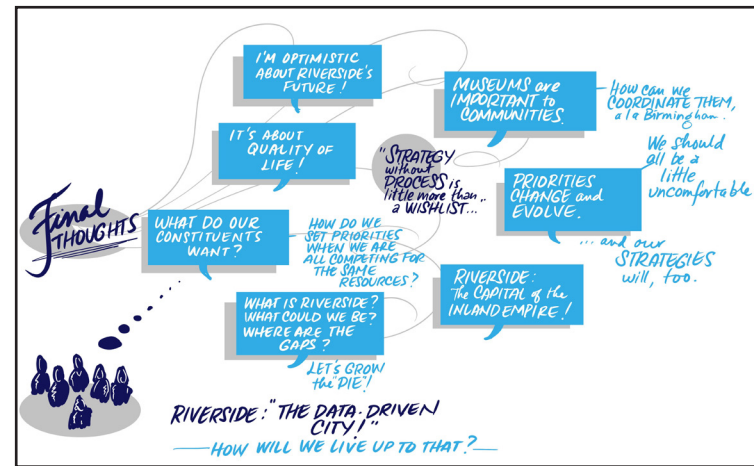 Final
THOUGHTS
I'M OPTIMISTIC
ABOUT RIVERSIDE'S
FUTURE!
IT'S ABOUT
QUALITY OF
LIFE!
WHAT DO OUR
CONSTITUENTS
WANT?
HOW DO WE
SET PRIORITIES
WHEN WE ARE
ALL COMPETING FOR
THE SAME
RESOURCES?
WHAT IS RIVERSIDE?
WHAT COULD WE BE?
WHERE ARE THE
GAPS?
LET'S GROW
the "PIE"!
"STRATEGY
without
PROCESS is
little more than
a WISHLIST...
MUSEUMS are
IMPORTANT to
COMMUNITIES.
HOW CAN WE
COORDINATE THEM,
a la Birmingham.
PRIORITIES
CHANGE and
EVOLVE.
We should
all be a
little
uncomfortable
...and our
STRATEGIES
will, too.
RIVERSIDE:
The CAPITAL of the
INLAND EMPIRE!
RIVERSIDE: "THE DATA-DRIVEN
CITY!"
HOW WILL WE LIVE UP TO THAT?